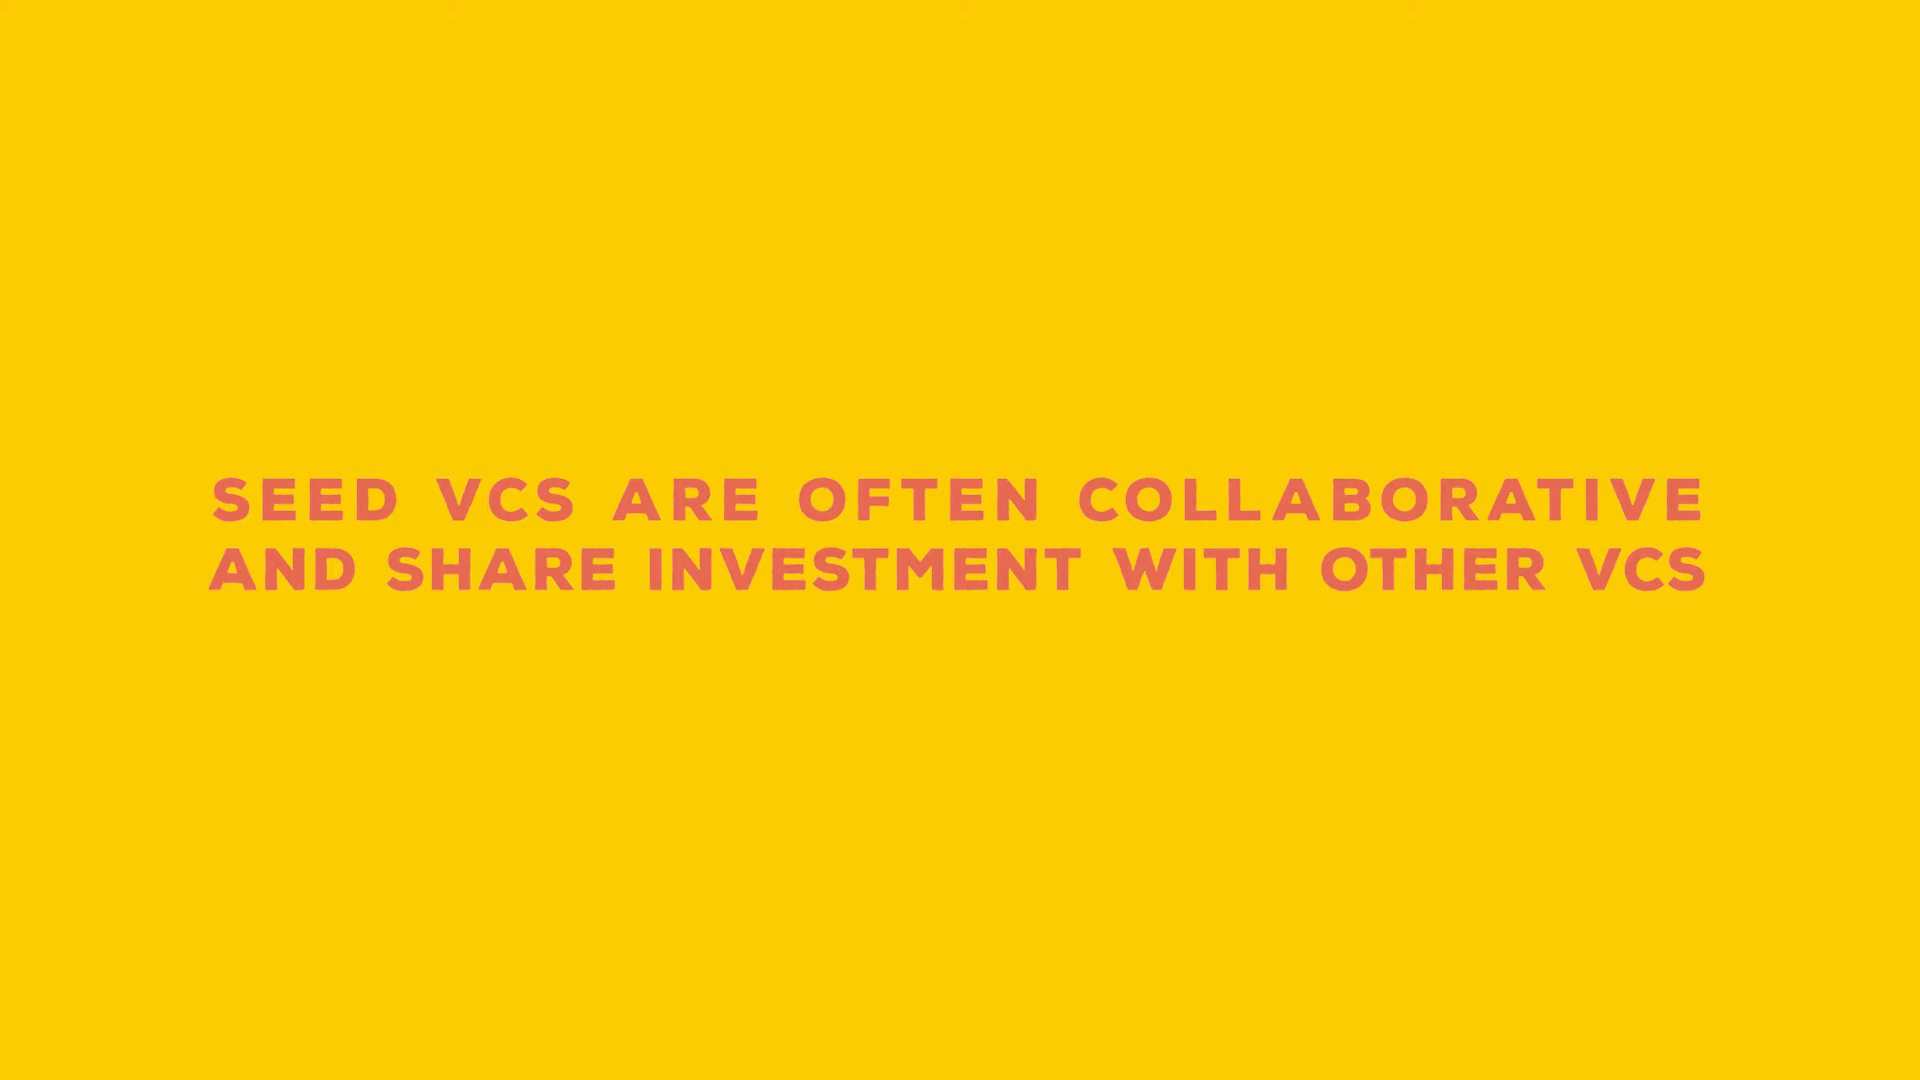 SEED VCS ARE OFTEN COLLABORATIVE
AND SHARE INVESTMENT WITH OTHER VCS